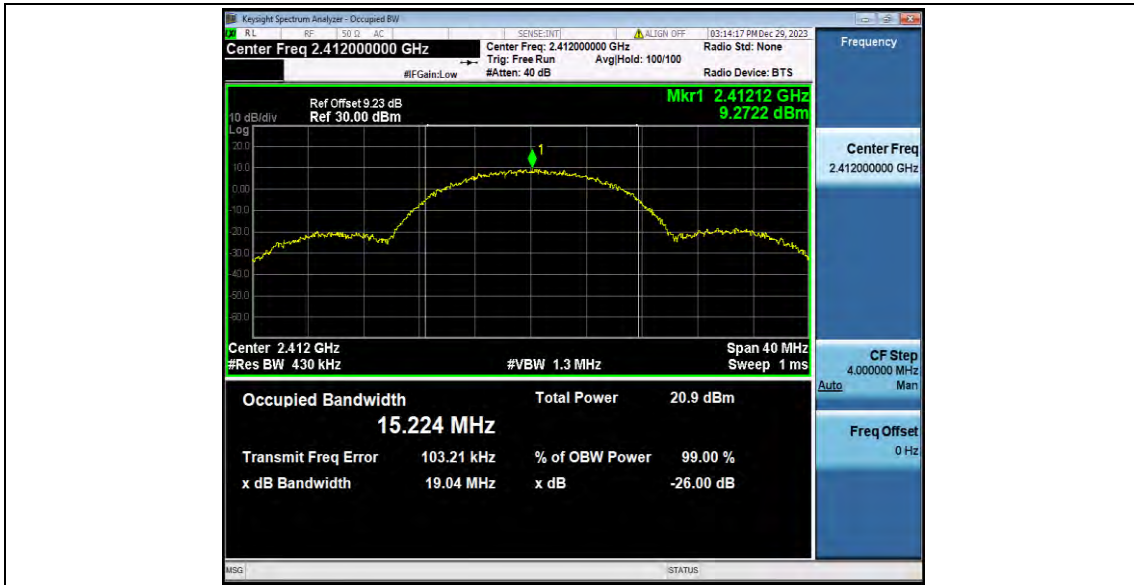 Keysight Spectrum Analyzer - Occupied BW
RL RF 50 Ω AC SENSE:INT ALIGN OFF 03:14:17 PM Dec 29, 2023
Center Freq 2.412000000 GHz
Center Freq: 2.412000000 GHz
Radio Std: None
Trig: Free Run Avg|Hold: 100/100
#IFGain:Low #Atten: 40 dB Radio Device: BTS
Frequency
Mkr1 2.41212 GHz
9.2722 dBm
Ref Offset 9.23 dB
10 dB/div Ref 30.00 dBm
Log
20.0
10.0
0.00
-10.0
-20.0
-30.0
-40.0
-50.0
-60.0
1
Center 2.412 GHz Span 40 MHz
#Res BW 430 kHz #VBW 1.3 MHz Sweep 1 ms
Occupied Bandwidth Total Power 20.9 dBm
15.224 MHz
Transmit Freq Error 103.21 kHz % of OBW Power 99.00 %
x dB Bandwidth 19.04 MHz x dB -26.00 dB
Center Freq
2.412000000 GHz
CF Step
4.000000 MHz
Auto Man
Freq Offset
0 Hz
MSG STATUS